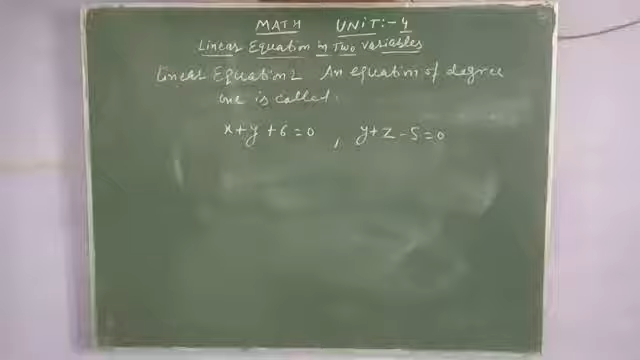 MATH UNIT:- 4
Linear Equation in Two Variables
Linear Equation:- An equation of degree
one is called.
x+y+6=0 , y+z-5=0